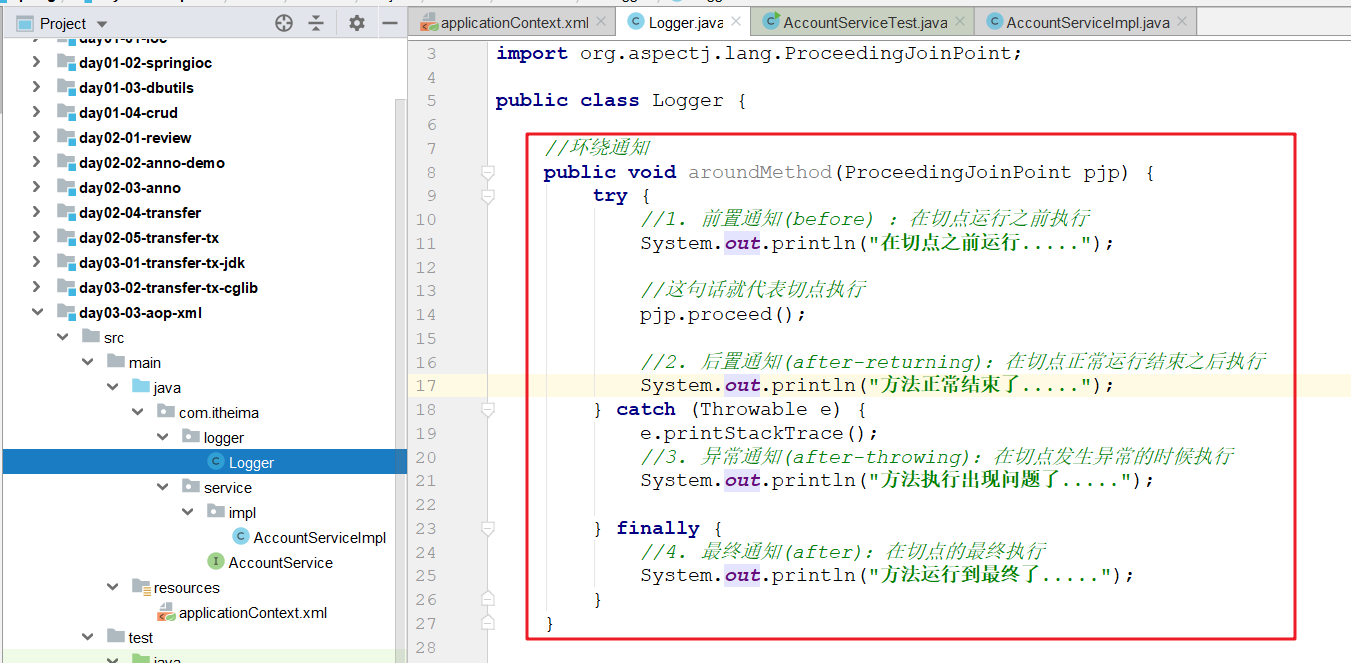 Project
day01-02-springioc
day01-03-dbutils
day01-04-crud
day02-01-review
day02-02-anno-demo
day02-03-anno
day02-04-transfer
day02-05-transfer-tx
day03-01-transfer-tx-jdk
day03-02-transfer-tx-cglib
day03-03-aop-xml
src
main
java
com.itheima
logger
Logger
service
impl
AccountServiceImpl
AccountService
resources
applicationContext.xml
test
java
applicationContext.xml Logger.java AccountServiceTest.java AccountServiceImpl.java
3 import org.aspectj.lang.ProceedingJoinPoint;
4
5 public class Logger {
6
7 //环绕通知
8 public void aroundMethod(ProceedingJoinPoint pjp) {
9 try {
10 //1. 前置通知(before) : 在切点运行之前执行
11 System.out.println("在切点之前运行.....");
12
13 //这句话就代表切点执行
14 pjp.proceed();
15
16 //2. 后置通知(after-returning): 在切点正常运行结束之后执行
17 System.out.println("方法正常结束了.....");
18 } catch (Throwable e) {
19 e.printStackTrace();
20 //3. 异常通知(after-throwing): 在切点发生异常的时候执行
21 System.out.println("方法执行出现问题了.....");
22
23 } finally {
24 //4. 最终通知(after): 在切点的最终执行
25 System.out.println("方法运行到最终了.....");
26 }
27 }
28